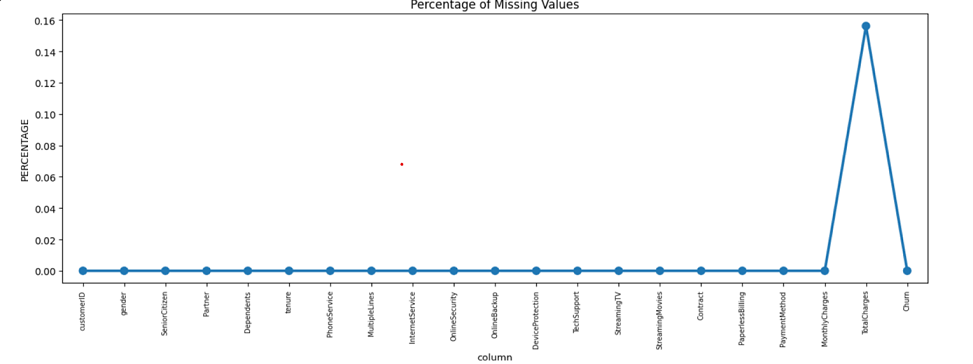 Percentage of Missing Values
PERCENTAGE
0.16
0.14
0.12
0.10
0.08
0.06
0.04
0.02
0.00
customerID
gender
SeniorCitizen
Partner
Dependents
tenure
PhoneService
MultipleLines
InternetService
OnlineSecurity
OnlineBackup
DeviceProtection
TechSupport
StreamingTV
StreamingMovies
Contract
PaperlessBilling
PaymentMethod
MonthlyCharges
TotalCharges
Churn
column